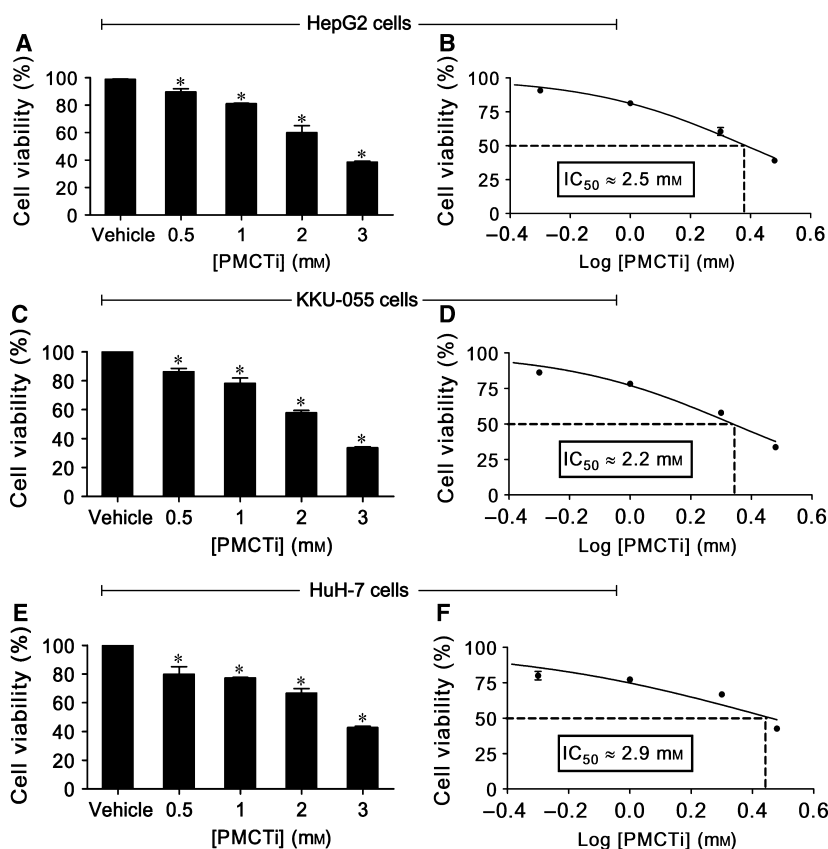 HepG2 cells
A
Cell viability (%)
100
80
60
40
20
0
* * * *
Vehicle 0.5 1 2 3
[PMCTi] (mM)
B
Cell viability (%)
100
75
50
25
0
IC50 ≈ 2.5 mM
–0.4 –0.2 0.0 0.2 0.4 0.6
Log [PMCTi] (mM)
KKU-055 cells
C
Cell viability (%)
100
80
60
40
20
0
* * * *
Vehicle 0.5 1 2 3
[PMCTi] (mM)
D
Cell viability (%)
100
75
50
25
0
IC50 ≈ 2.2 mM
–0.4 –0.2 0.0 0.2 0.4 0.6 0.8
Log [PMCTi] (mM)
HuH-7 cells
E
Cell viability (%)
100
80
60
40
20
0
* * * *
Vehicle 0.5 1 2 3
[PMCTi] (mM)
F
Cell viability (%)
100
75
50
25
0
IC50 ≈ 2.9 mM
–0.4 –0.2 0.0 0.2 0.4 0.6 0.8
Log [PMCTi] (mM)